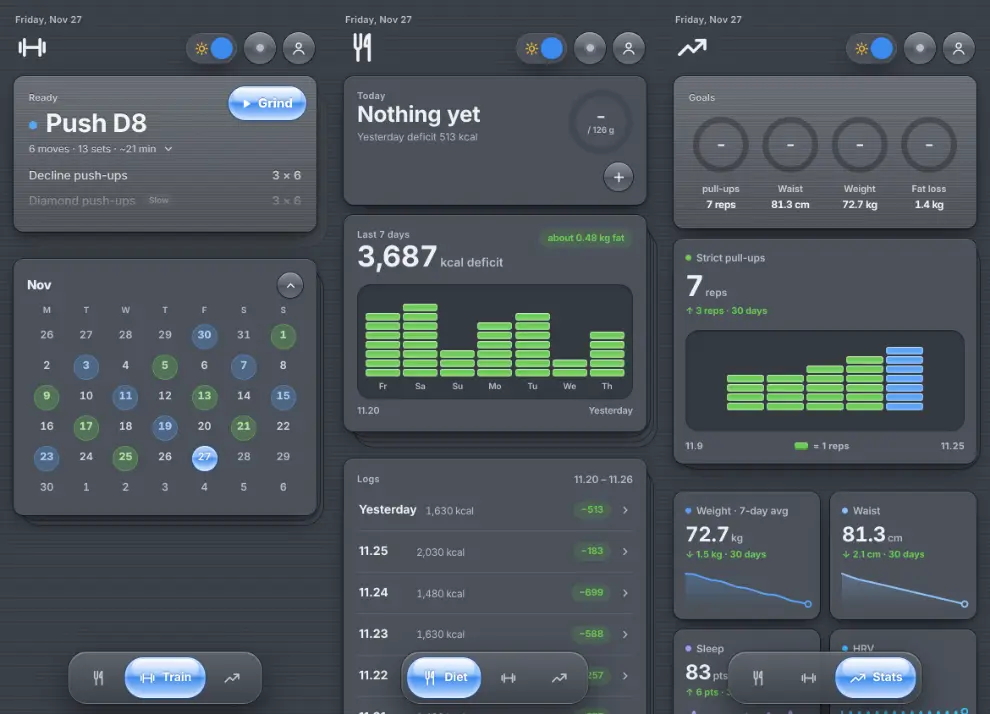 Friday, Nov 27
Ready
Grind
Push D8
6 moves · 13 sets · ~21 min
Decline push-ups 3 × 6
Diamond push-ups Slow 3 × 6
Nov
M T W T F S S
26 27 28 29 30 31 1
2 3 4 5 6 7 8
9 10 11 12 13 14 15
16 17 18 19 20 21 22
23 24 25 26 27 28 29
30 1 2 3 4 5 6
Train
Friday, Nov 27
Today
Nothing yet
Yesterday deficit 513 kcal
-
/ 126 g
+
Last 7 days
about 0.48 kg fat
3,687 kcal deficit
Fr Sa Su Mo Tu We Th
11.20 Yesterday
Logs 11.20 – 11.26
Yesterday 1,630 kcal −513
11.25 2,030 kcal −183
11.24 1,480 kcal −699
11.23 1,630 kcal −588
11.22 257
Diet
Friday, Nov 27
Goals
- - - -
pull-ups Waist Weight Fat loss
7 reps 81.3 cm 72.7 kg 1.4 kg
Strict pull-ups
7 reps
↑ 3 reps · 30 days
11.9 = 1 reps 11.25
Weight · 7-day avg
72.7 kg
↓ 1.5 kg · 30 days
Waist
81.3 cm
↓ 2.1 cm · 30 days
Sleep
83 pts
↑ 6 pts ·
HRV
Stats